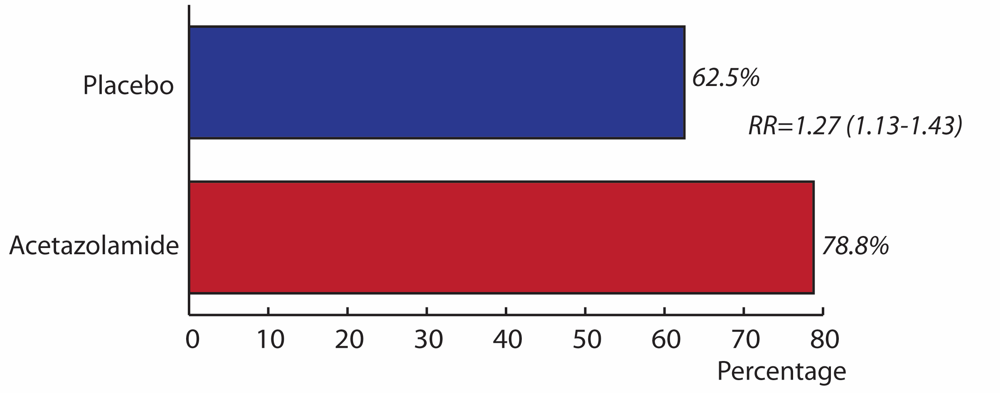 Placebo
62.5%
RR=1.27 (1.13-1.43)
Acetazolamide
78.8%
0 10 20 30 40 50 60 70 80
Percentage